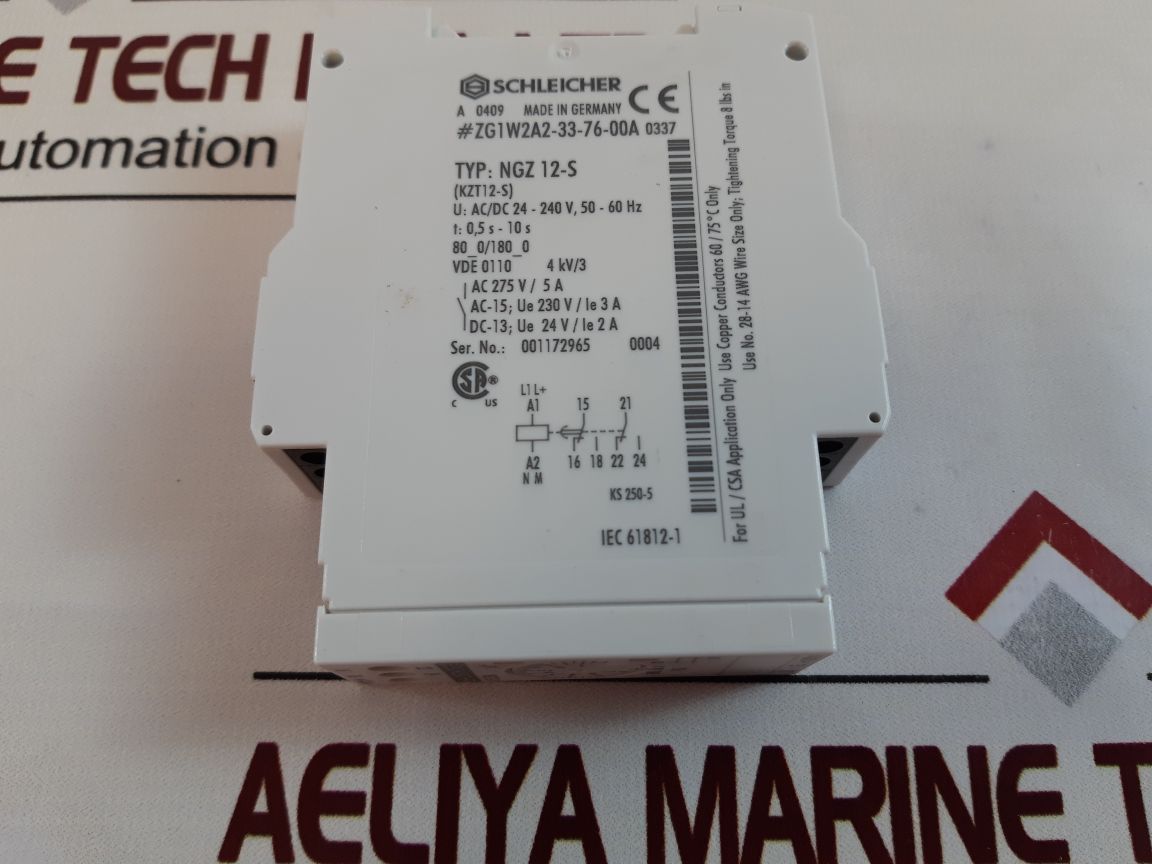 E TECH
utomation
SCHLEICHER CE
A 0409 MADE IN GERMANY
#ZG1W2A2-33-76-00A 0337
TYP: NGZ 12-S
(KZT12-S)
U: AC/DC 24 - 240 V, 50 - 60 Hz
t: 0,5 s - 10 s
80_0/180_0
VDE 0110 4 kV/3
AC 275 V / 5 A
AC-15; Ue 230 V / Ie 3 A
DC-13; Ue 24 V / Ie 2 A
Ser. No.: 001172965 0004
SA ®
C US
L1 L+
A1 15 21
A2 16 18 22 24
N M
KS 250-5
IEC 61812-1
For UL / CSA Application Only Use Copper Conductors 60 / 75°C Only
Use No. 28-14 AWG Wire Size Only; Tightening Torque 8 lbs in
AELIYA MARINE T